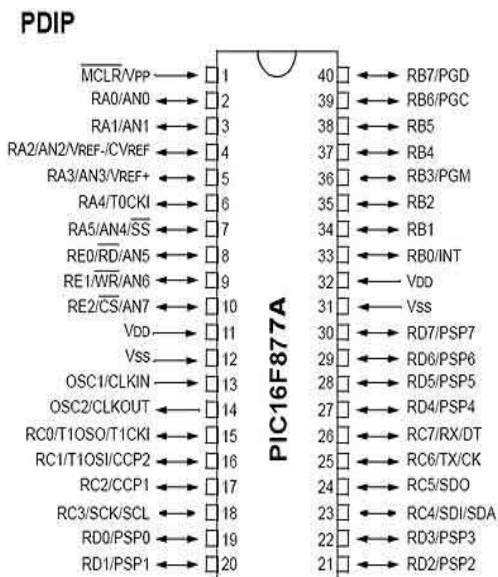 PDIP
MCLR/VPP 1 40 RB7/PGD
RA0/AN0 2 39 RB6/PGC
RA1/AN1 3 38 RB5
RA2/AN2/VREF-/CVREF 4 37 RB4
RA3/AN3/VREF+ 5 36 RB3/PGM
RA4/T0CKI 6 35 RB2
RA5/AN4/SS 7 34 RB1
RE0/RD/AN5 8 33 RB0/INT
RE1/WR/AN6 9 32 VDD
RE2/CS/AN7 10 31 VSS
VDD 11 30 RD7/PSP7
VSS 12 29 RD6/PSP6
OSC1/CLKIN 13 28 RD5/PSP5
OSC2/CLKOUT 14 27 RD4/PSP4
RC0/T1OSO/T1CKI 15 26 RC7/RX/DT
RC1/T1OSI/CCP2 16 25 RC6/TX/CK
RC2/CCP1 17 24 RC5/SDO
RC3/SCK/SCL 18 23 RC4/SDI/SDA
RD0/PSP0 19 22 RD3/PSP3
RD1/PSP1 20 21 RD2/PSP2
PIC16F877A